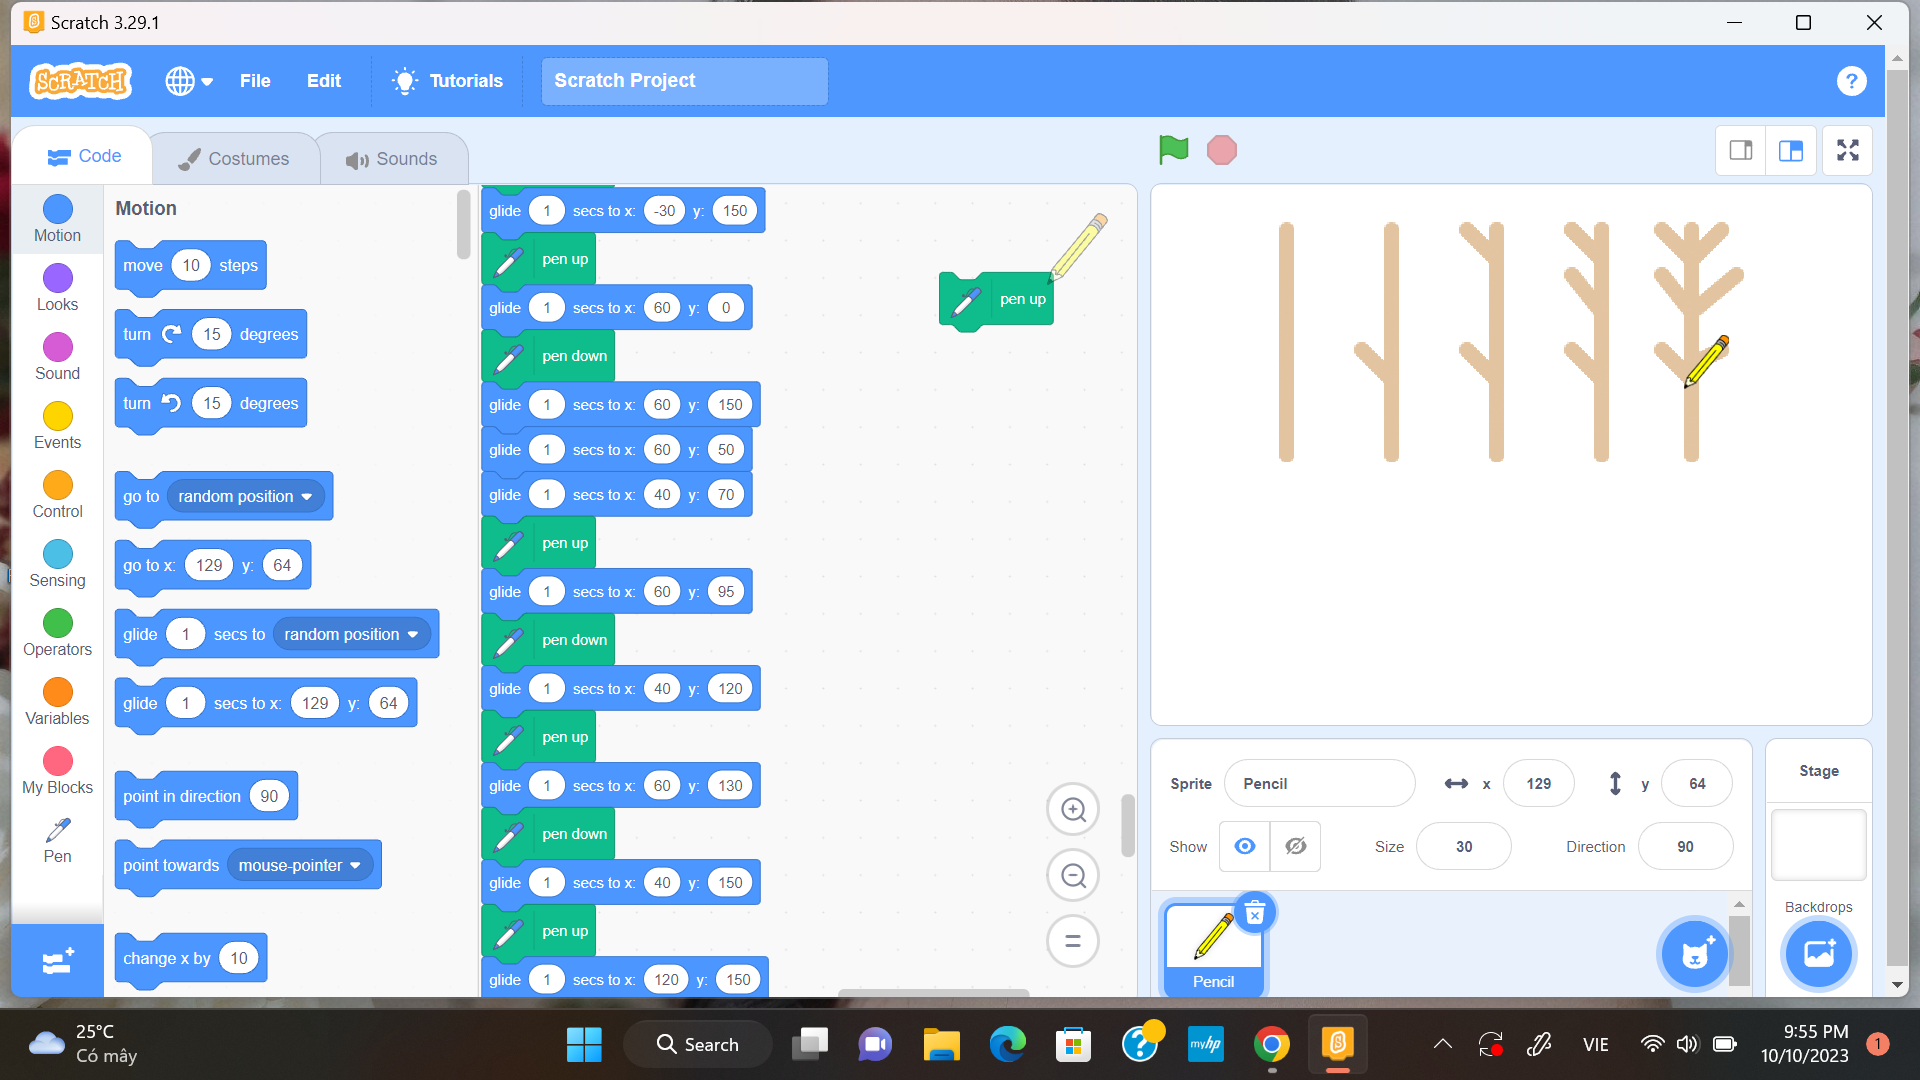 Scratch 3.29.1
SCRATCH
File
Edit
Tutorials
Scratch Project
?
Code
Costumes
Sounds
Motion
Looks
Sound
Events
Control
Sensing
Operators
Variables
My Blocks
Pen
Motion
move 10 steps
turn 15 degrees
turn 15 degrees
go to random position
go to x: 129 y: 64
glide 1 secs to random position
glide 1 secs to x: 129 y: 64
point in direction 90
point towards mouse-pointer
change x by 10
glide 1 secs to x: -30 y: 150
pen up
glide 1 secs to x: 60 y: 0
pen down
glide 1 secs to x: 60 y: 150
glide 1 secs to x: 60 y: 50
glide 1 secs to x: 40 y: 70
pen up
glide 1 secs to x: 60 y: 95
pen down
glide 1 secs to x: 40 y: 120
pen up
glide 1 secs to x: 60 y: 130
pen down
glide 1 secs to x: 40 y: 150
pen up
glide 1 secs to x: 120 y: 150
pen up
Sprite Pencil x 129 y 64
Show Size 30 Direction 90
Pencil
Stage
Backdrops
25°C
Có mây
Search
myhp
VIE
9:55 PM
10/10/2023
1